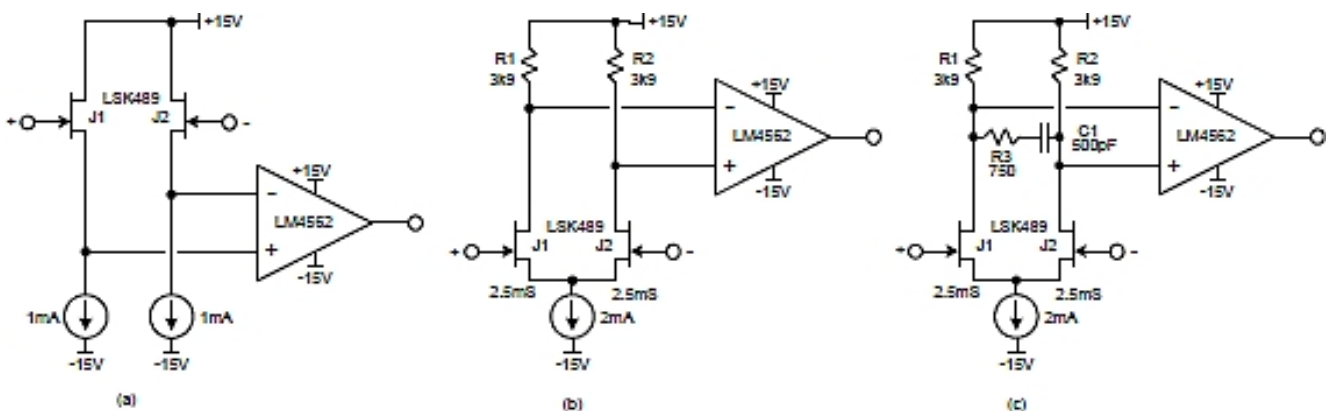 +15V
LSK489
J1
J2
+
-
+15V
-
LM4562
+
-15V
1mA
1mA
-15V
-15V
(a)
+15V
R1
3k9
R2
3k9
+15V
-
LM4562
+
-15V
LSK489
J1
J2
+
-
2.5mS
2.5mS
2mA
-15V
(b)
+15V
R1
3k9
R2
3k9
+15V
-
LM4562
+
-15V
C1
500pF
R3
750
LSK489
J1
J2
+
-
2.5mS
2.5mS
2mA
-15V
(c)